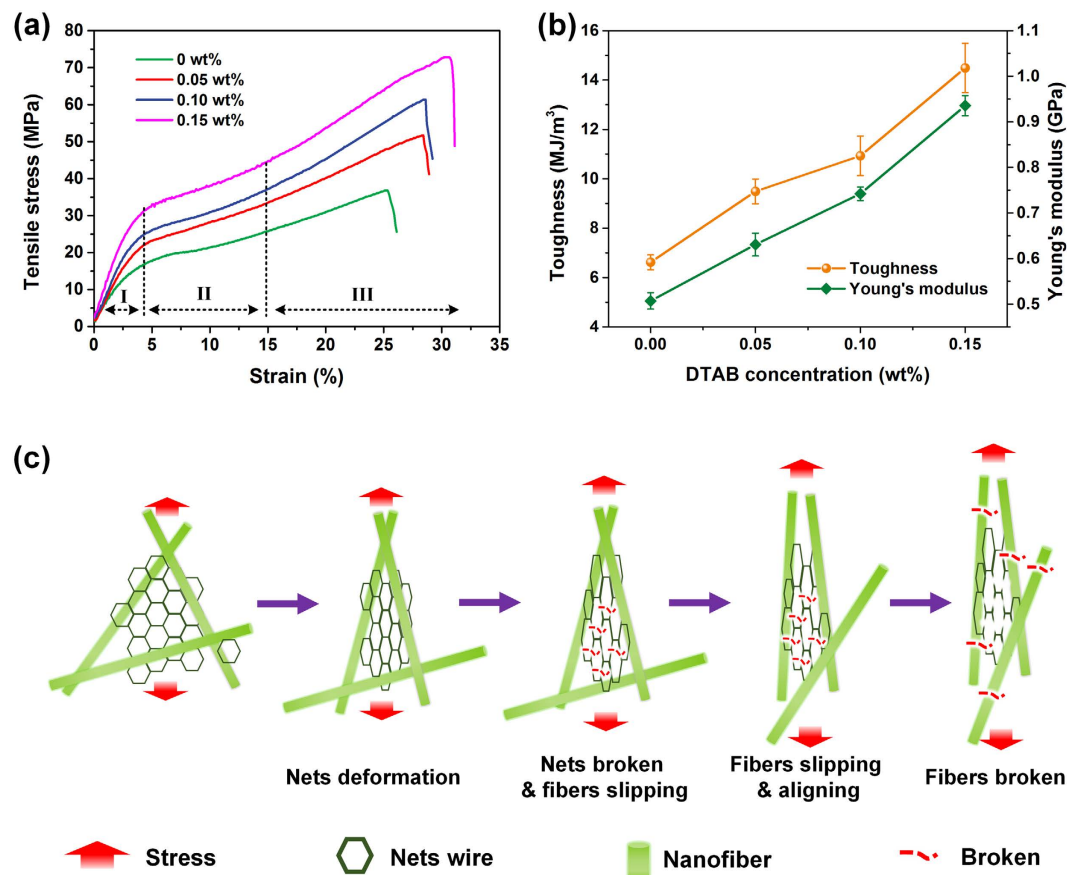 (a)
0 wt%
0.05 wt%
0.10 wt%
0.15 wt%
80
70
60
50
40
30
20
10
0
Tensile stress (MPa)
I
II
III
0 5 10 15 20 25 30 35
Strain (%)
(b)
16
14
12
10
8
6
4
Toughness (MJ/m³)
1.1
1.0
0.9
0.8
0.7
0.6
0.5
Young's modulus (GPa)
Toughness
Young's modulus
0.00 0.05 0.10 0.15
DTAB concentration (wt%)
(c)
Nets deformation
Nets broken
& fibers slipping
Fibers slipping
& aligning
Fibers broken
Stress
Nets wire
Nanofiber
Broken